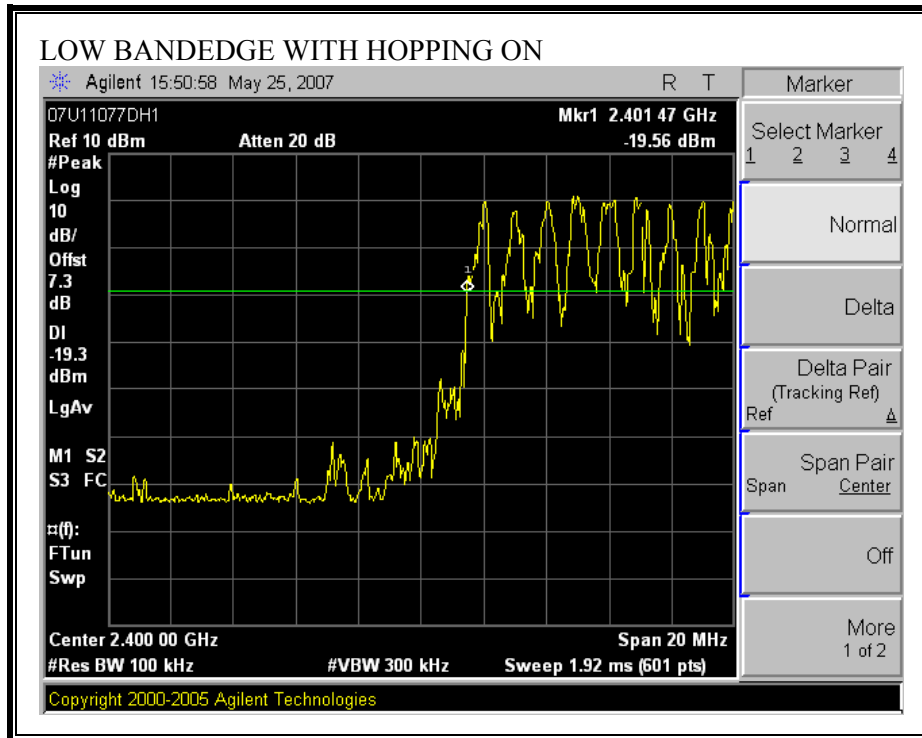 LOW BANDEDGE WITH HOPPING ON
Agilent 15:50:58 May 25, 2007 R T
07U11077DH1 Mkr1 2.401 47 GHz
Ref 10 dBm Atten 20 dB -19.56 dBm
#Peak
Log
10
dB/
Offst
7.3
dB
DI
-19.3
dBm
LgAv
M1 S2
S3 FC
¤(f):
FTun
Swp
1
Center 2.400 00 GHz Span 20 MHz
#Res BW 100 kHz #VBW 300 kHz Sweep 1.92 ms (601 pts)
Copyright 2000-2005 Agilent Technologies
Marker
Select Marker
1 2 3 4
Normal
Delta
Delta Pair
(Tracking Ref)
Ref Δ
Span Pair
Span Center
Off
More
1 of 2